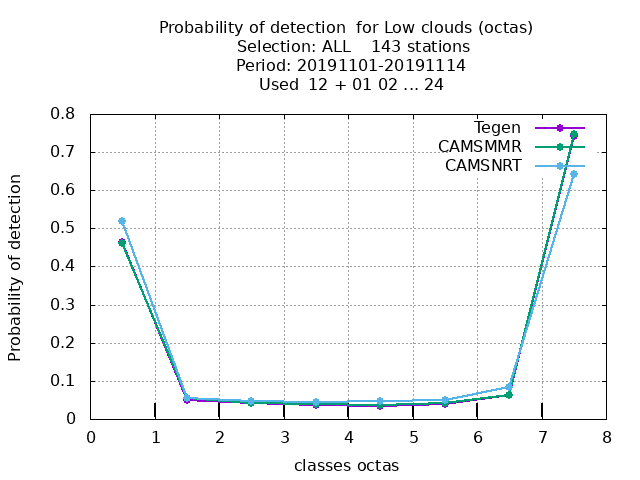 Probability of detection  for Low clouds (octas)
Selection: ALL    143 stations
Period: 20191101-20191114
Used  12 + 01 02 ... 24
Tegen
CAMSMMR
CAMSNRT
0.8
0.7
0.6
0.5
0.4
0.3
0.2
0.1
0
Probability of detection
0 1 2 3 4 5 6 7 8
classes octas